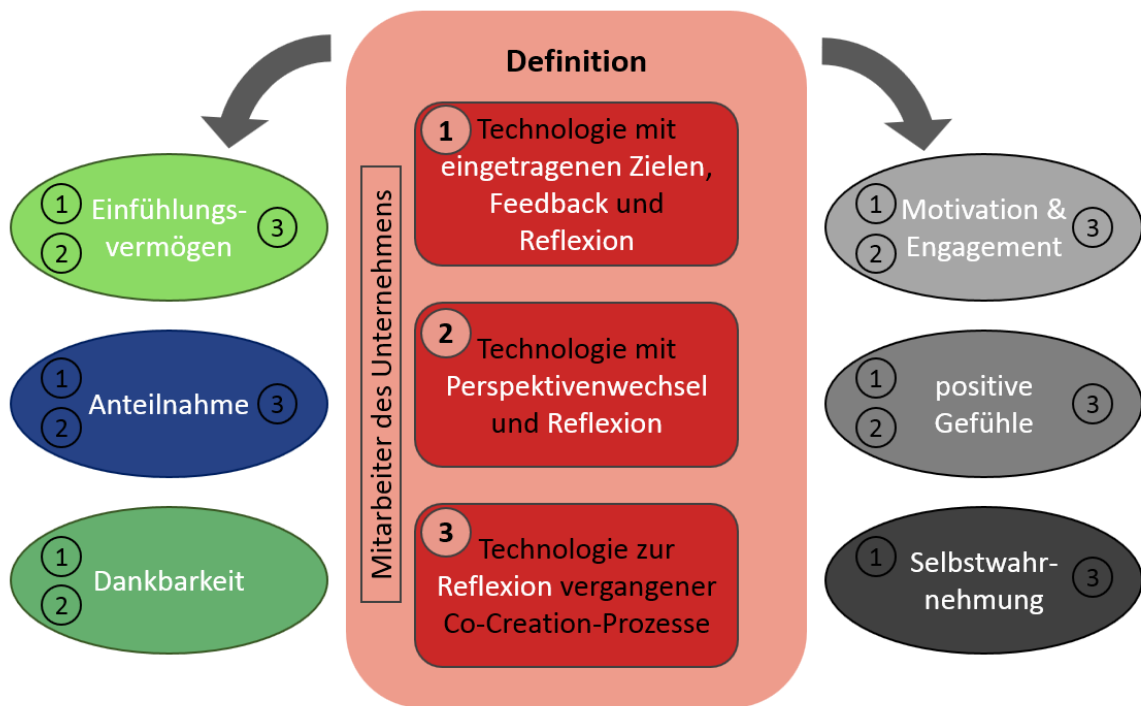 Definition
Mitarbeiter des Unternehmens
1
Technologie mit
eingetragenen Zielen,
Feedback und
Reflexion
2
Technologie mit
Perspektivenwechsel
und Reflexion
3
Technologie zur
Reflexion vergangener
Co-Creation-Prozesse
1
2
Einfühlungs-
vermögen
3
1
2
Anteilnahme
3
1
2
Dankbarkeit
1
2
Motivation &
Engagement
3
1
2
positive
Gefühle
3
1
Selbstwahr-
nehmung
3